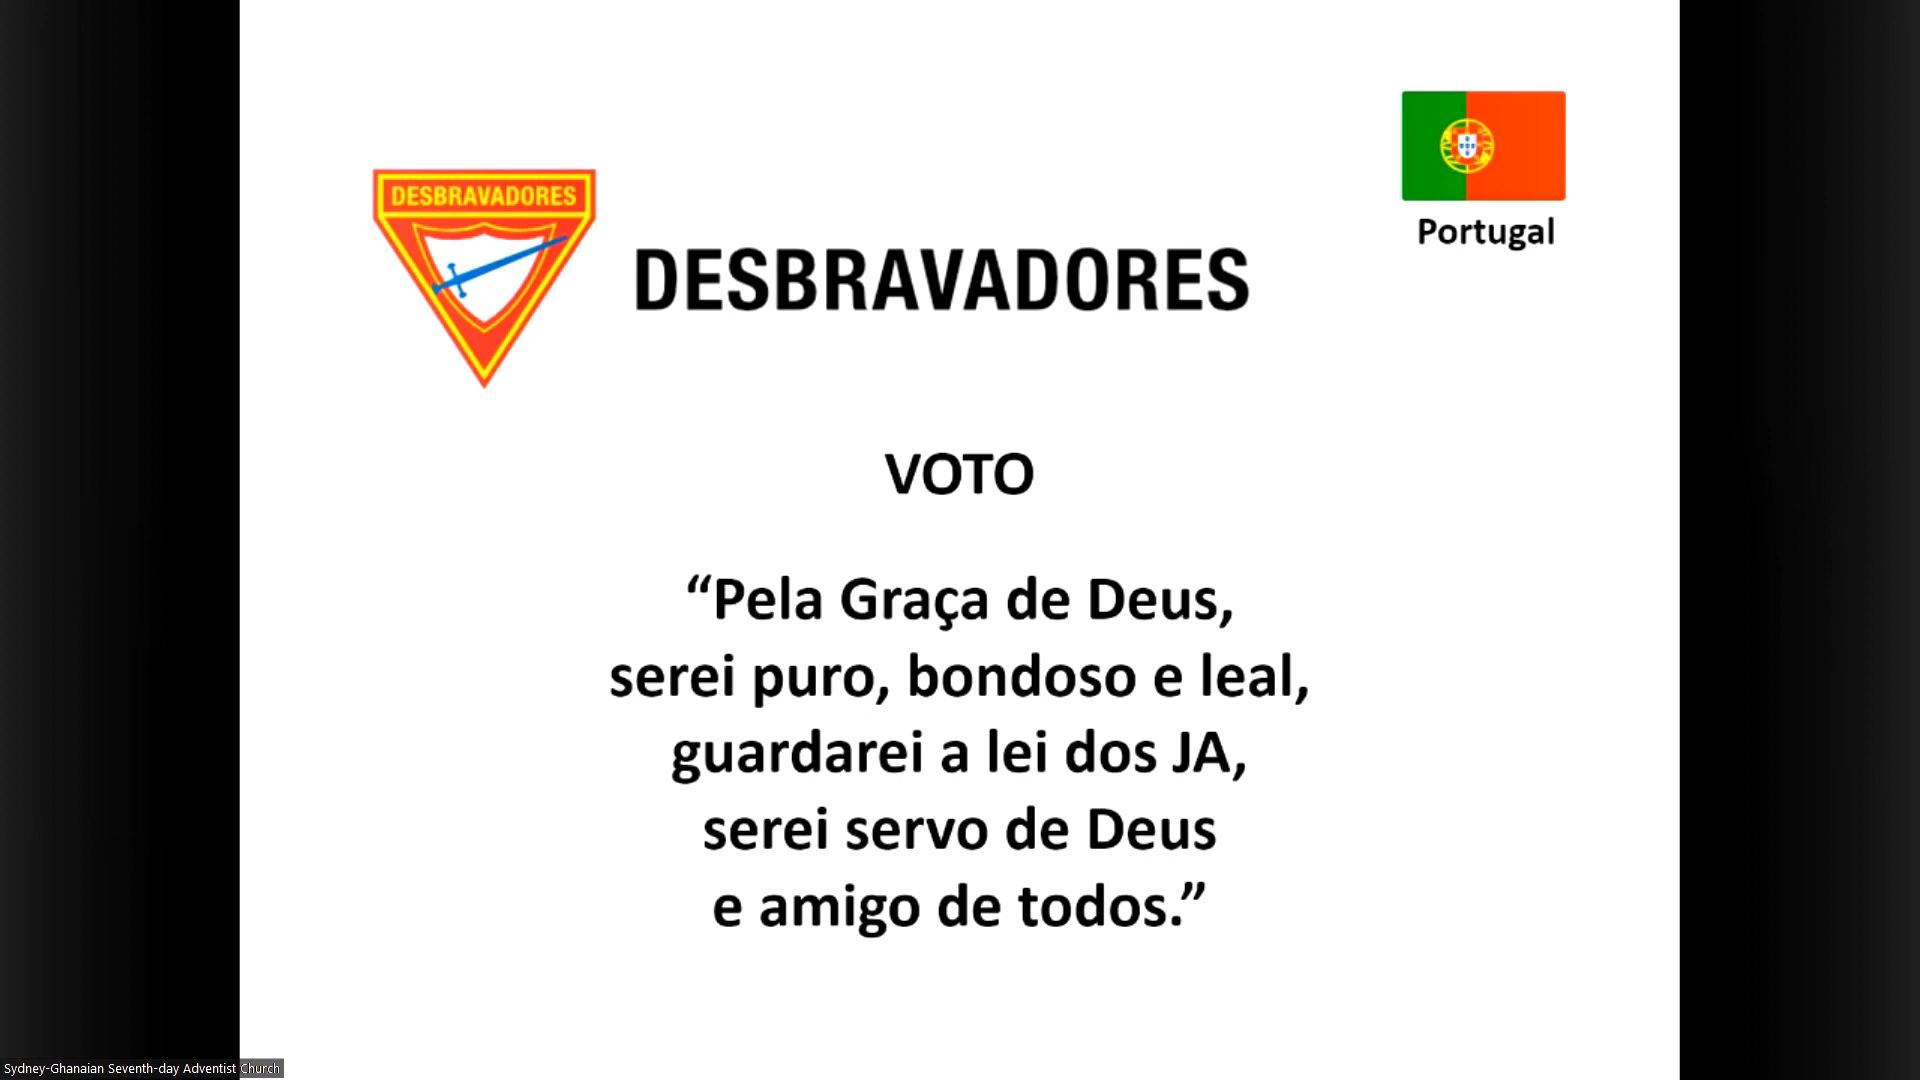 Portugal
DESBRAVADORES
DESBRAVADORES
VOTO
“Pela Graça de Deus,
serei puro, bondoso e leal,
guardarei a lei dos JA,
serei servo de Deus
e amigo de todos.”
Sydney-Ghanaian Seventh-day Adventist Church